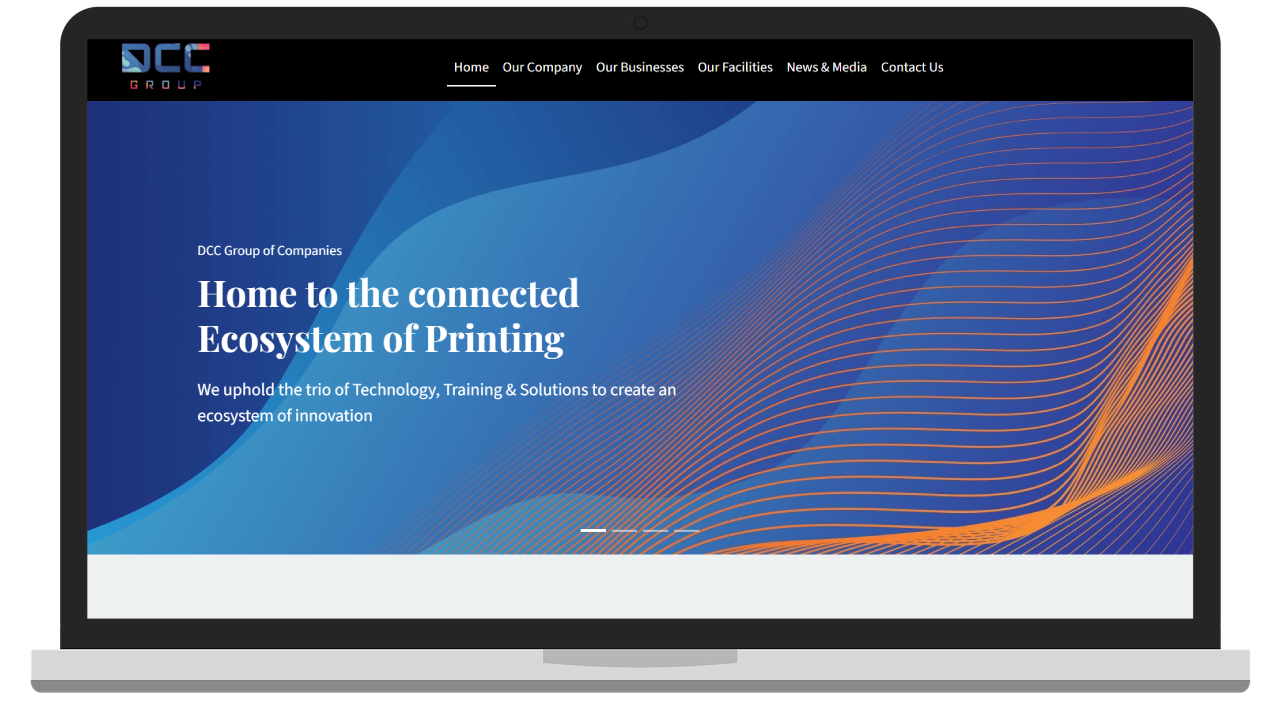 DCC
GROUP
Home Our Company Our Businesses Our Facilities News & Media Contact Us
DCC Group of Companies
Home to the connected
Ecosystem of Printing
We uphold the trio of Technology, Training & Solutions to create an
ecosystem of innovation